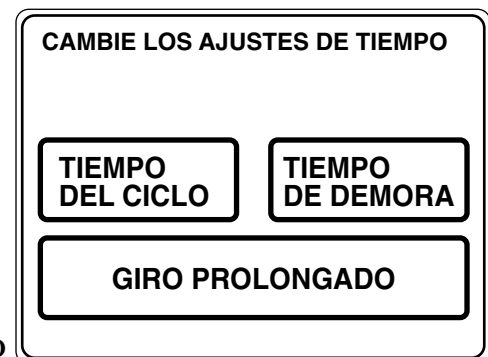 CAMBIE LOS AJUSTES DE TIEMPO
TIEMPO
DEL CICLO
TIEMPO
DE DEMORA
GIRO PROLONGADO